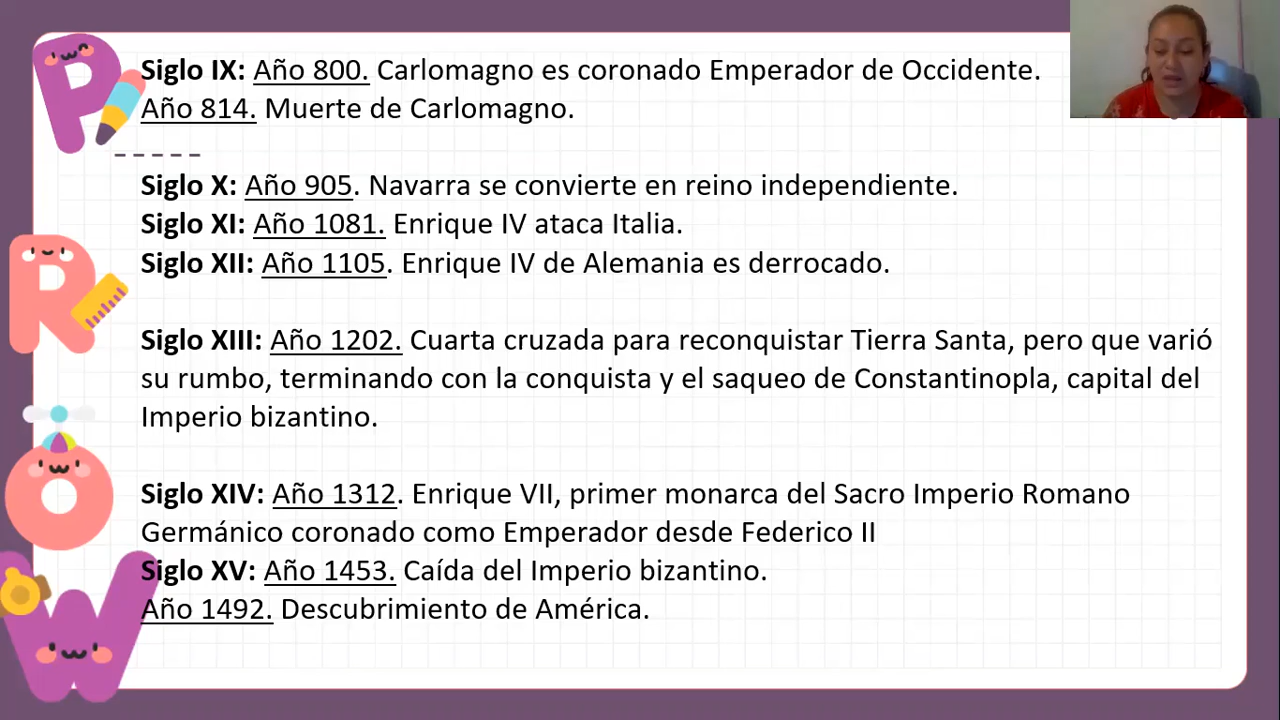 Siglo IX: Año 800. Carlomagno es coronado Emperador de Occidente.
Año 814. Muerte de Carlomagno.
Siglo X: Año 905. Navarra se convierte en reino independiente.
Siglo XI: Año 1081. Enrique IV ataca Italia.
Siglo XII: Año 1105. Enrique IV de Alemania es derrocado.
Siglo XIII: Año 1202. Cuarta cruzada para reconquistar Tierra Santa, pero que varió
su rumbo, terminando con la conquista y el saqueo de Constantinopla, capital del
Imperio bizantino.
Siglo XIV: Año 1312. Enrique VII, primer monarca del Sacro Imperio Romano
Germánico coronado como Emperador desde Federico II
Siglo XV: Año 1453. Caída del Imperio bizantino.
Año 1492. Descubrimiento de América.
P
R
O
W